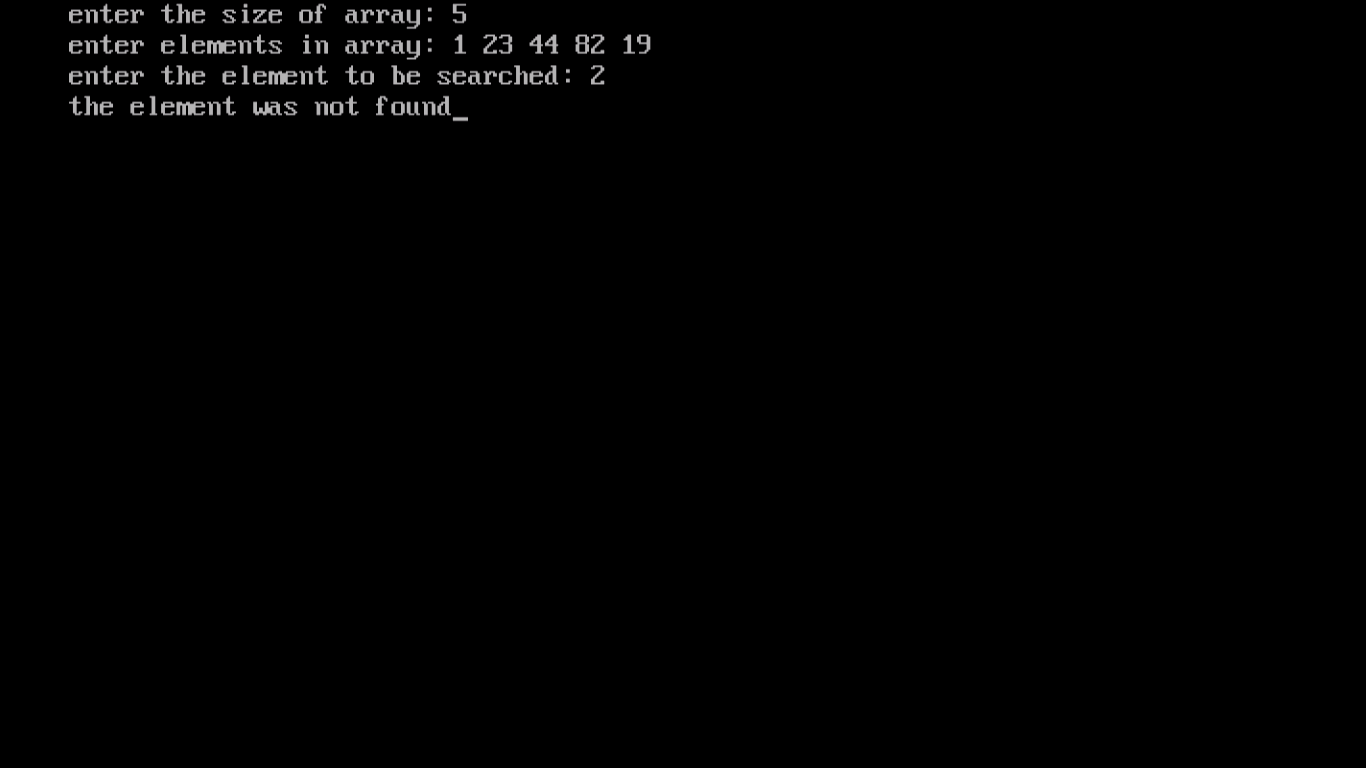 enter the size of array: 5
enter elements in array: 1 23 44 82 19
enter the element to be searched: 2
the element was not found_